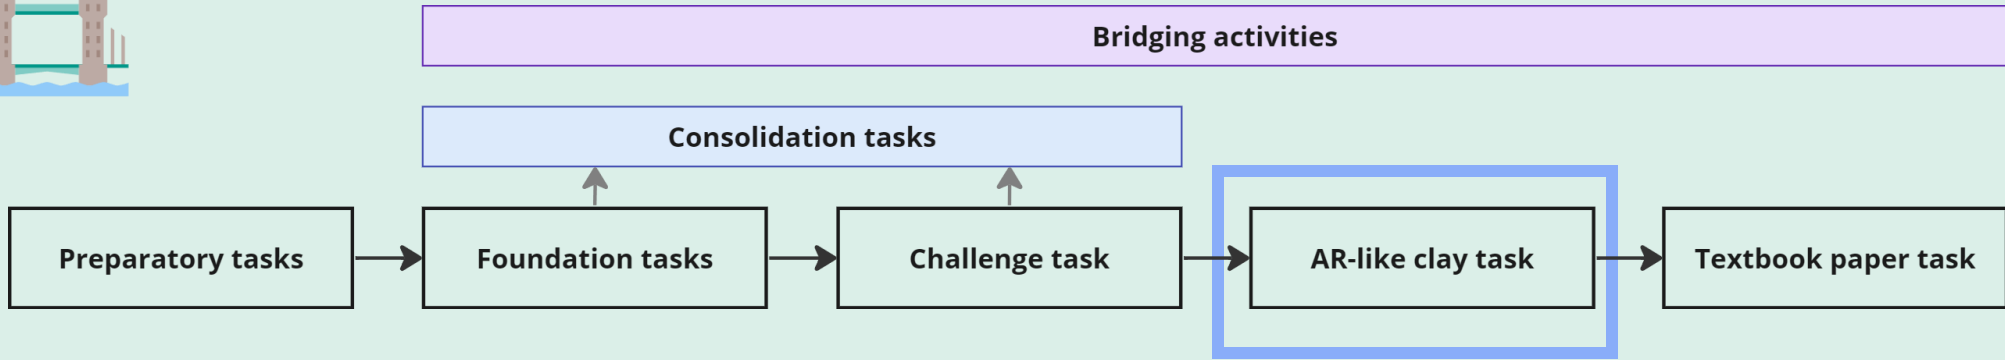 Bridging activities
Consolidation tasks
Preparatory tasks
Foundation tasks
Challenge task
AR-like clay task
Textbook paper task